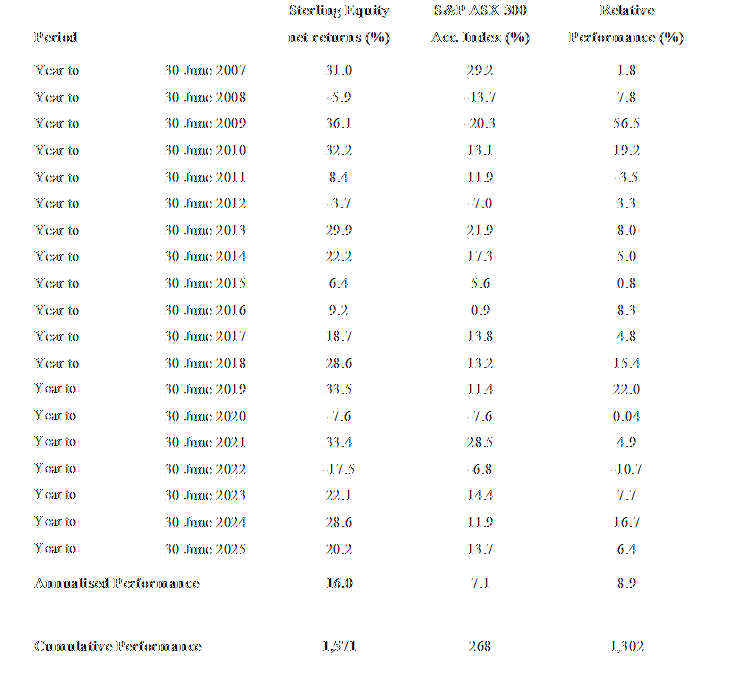 Sterling Equity S&P ASX 300 Relative
Period net returns (%) Acc. Index (%) Performance (%)
Year to 30 June 2007 31.0 29.2 1.8
Year to 30 June 2008 -5.9 -13.7 7.8
Year to 30 June 2009 36.1 -20.3 56.5
Year to 30 June 2010 32.2 13.1 19.2
Year to 30 June 2011 8.4 11.9 -3.5
Year to 30 June 2012 -3.7 -7.0 3.3
Year to 30 June 2013 29.9 21.9 8.0
Year to 30 June 2014 22.2 17.3 5.0
Year to 30 June 2015 6.4 5.6 0.8
Year to 30 June 2016 9.2 0.9 8.3
Year to 30 June 2017 18.7 13.8 4.8
Year to 30 June 2018 28.6 13.2 15.4
Year to 30 June 2019 33.5 11.4 22.0
Year to 30 June 2020 -7.6 -7.6 0.04
Year to 30 June 2021 33.4 28.5 4.9
Year to 30 June 2022 -17.5 -6.8 -10.7
Year to 30 June 2023 22.1 14.4 7.7
Year to 30 June 2024 28.6 11.9 16.7
Year to 30 June 2025 20.2 13.7 6.4
Annualised Performance 16.0 7.1 8.9
Cumulative Performance 1,571 268 1,302